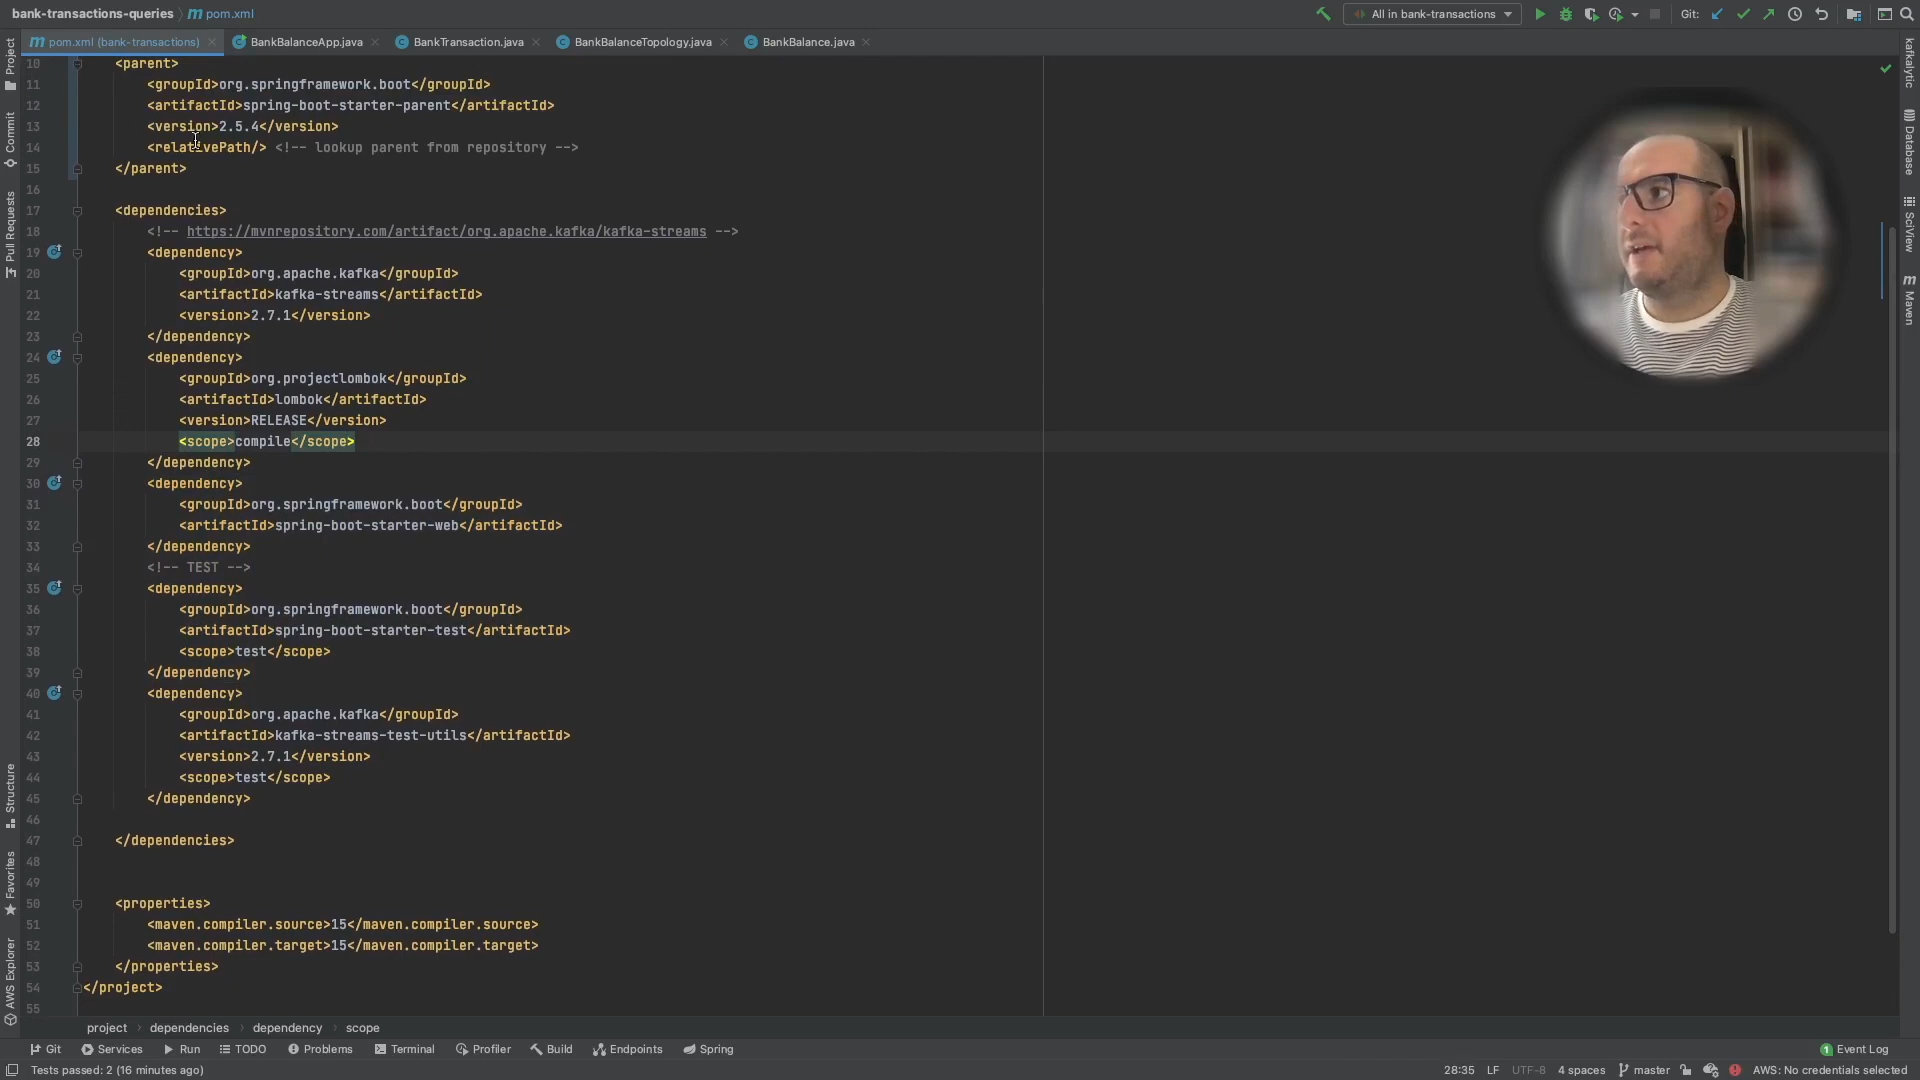 bank-transactions-queries
pom.xml
All in bank-transactions
Git:
pom.xml (bank-transactions)
BankBalanceApp.java
BankTransaction.java
BankBalanceTopology.java
BankBalance.java
Project
Commit
Pull Requests
Structure
Favorites
AWS Explorer
10 <parent>
11 <groupId>org.springframework.boot</groupId>
12 <artifactId>spring-boot-starter-parent</artifactId>
13 <version>2.5.4</version>
14 <relativePath/> <!-- lookup parent from repository -->
15 </parent>
16
17 <dependencies>
18 <!-- https://mvnrepository.com/artifact/org.apache.kafka/kafka-streams -->
19 <dependency>
20 <groupId>org.apache.kafka</groupId>
21 <artifactId>kafka-streams</artifactId>
22 <version>2.7.1</version>
23 </dependency>
24 <dependency>
25 <groupId>org.projectlombok</groupId>
26 <artifactId>lombok</artifactId>
27 <version>RELEASE</version>
28 <scope>compile</scope>
29 </dependency>
30 <dependency>
31 <groupId>org.springframework.boot</groupId>
32 <artifactId>spring-boot-starter-web</artifactId>
33 </dependency>
34 <!-- TEST -->
35 <dependency>
36 <groupId>org.springframework.boot</groupId>
37 <artifactId>spring-boot-starter-test</artifactId>
38 <scope>test</scope>
39 </dependency>
40 <dependency>
41 <groupId>org.apache.kafka</groupId>
42 <artifactId>kafka-streams-test-utils</artifactId>
43 <version>2.7.1</version>
44 <scope>test</scope>
45 </dependency>
46
47 </dependencies>
48
49
50 <properties>
51 <maven.compiler.source>15</maven.compiler.source>
52 <maven.compiler.target>15</maven.compiler.target>
53 </properties>
54 </project>
55
kafkalytic
Database
SciView
Maven
project
dependencies
dependency
scope
Git
Services
Run
TODO
Problems
Terminal
Profiler
Build
Endpoints
Spring
1 Event Log
Tests passed: 2 (16 minutes ago)
28:35
LF
UTF-8
4 spaces
master
AWS: No credentials selected